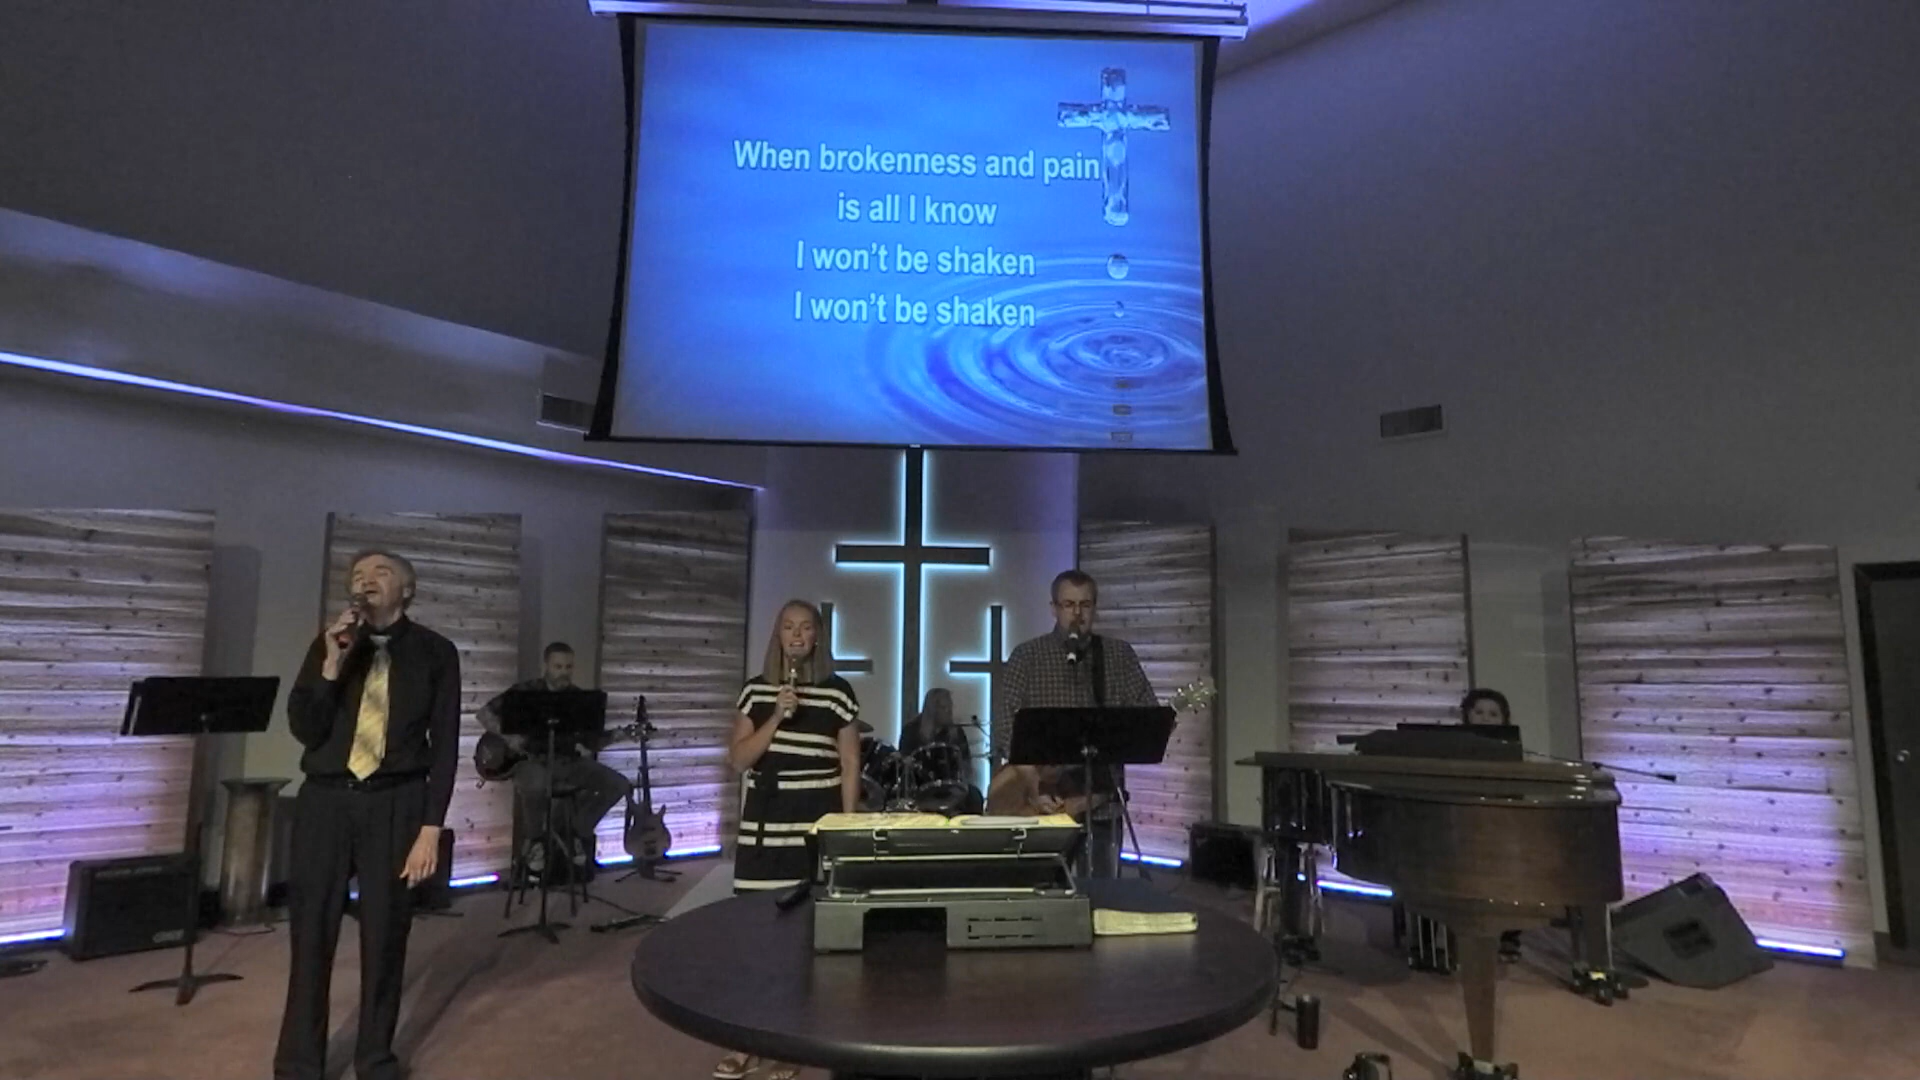 When brokenness and pain
is all I know
I won't be shaken
I won't be shaken